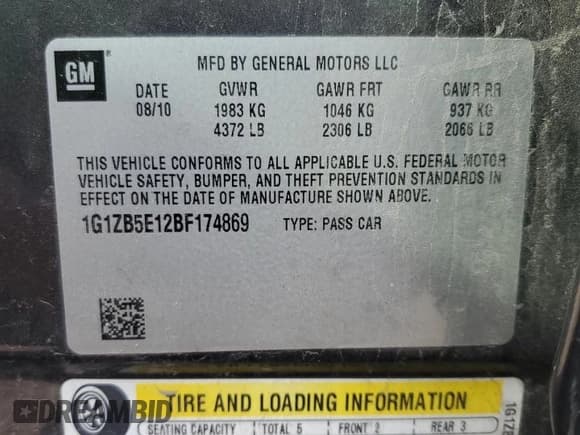 GM ®
MFD BY GENERAL MOTORS LLC
DATE GVWR GAWR FRT GAWR RR
08/10 1983 KG 1046 KG 937 KG
4372 LB 2306 LB 2066 LB
THIS VEHICLE CONFORMS TO ALL APPLICABLE U.S. FEDERAL MOTOR
VEHICLE SAFETY, BUMPER, AND THEFT PREVENTION STANDARDS IN
EFFECT ON THE DATE OF MANUFACTURE SHOWN ABOVE.
1G1ZB5E12BF174869 TYPE: PASS CAR
TIRE AND LOADING INFORMATION
SEATING CAPACITY TOTAL 5 FRONT 2 REAR 3
1G1ZB
DREAMBID